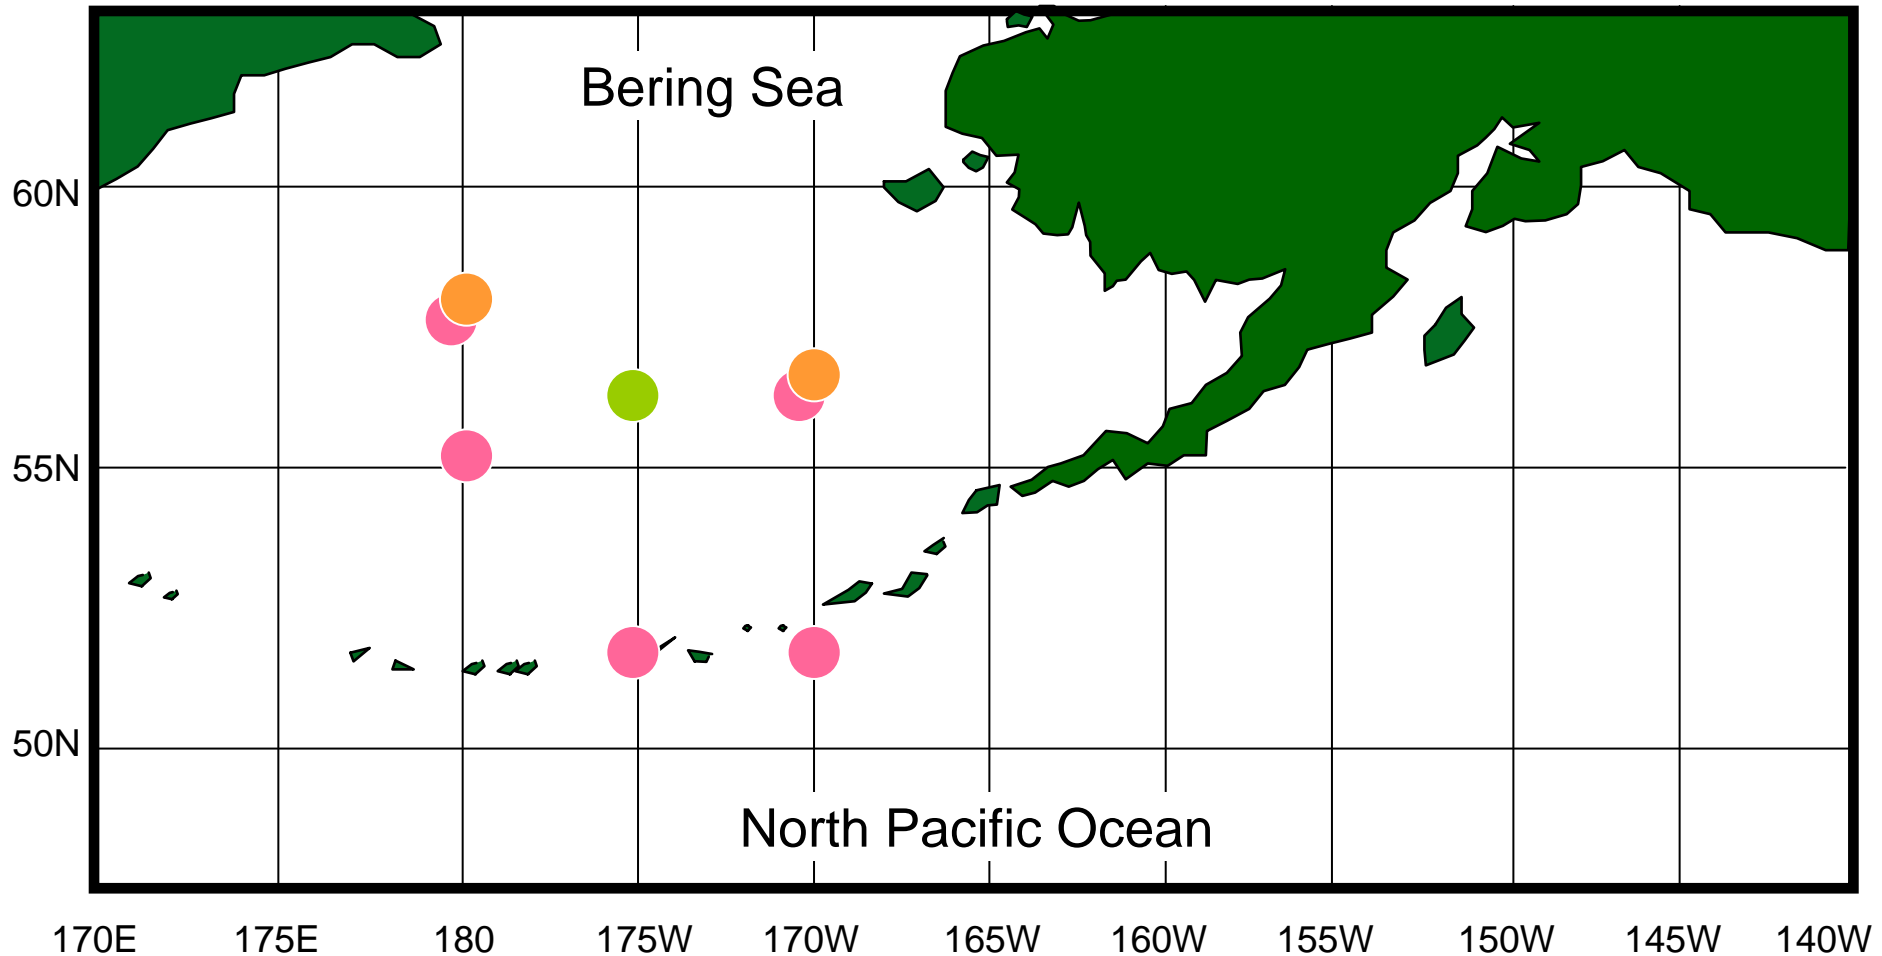 Bering Sea
60N
55N
50N
North Pacific Ocean
170E 175E 180 175W 170W 165W 160W 155W 150W 145W 140W